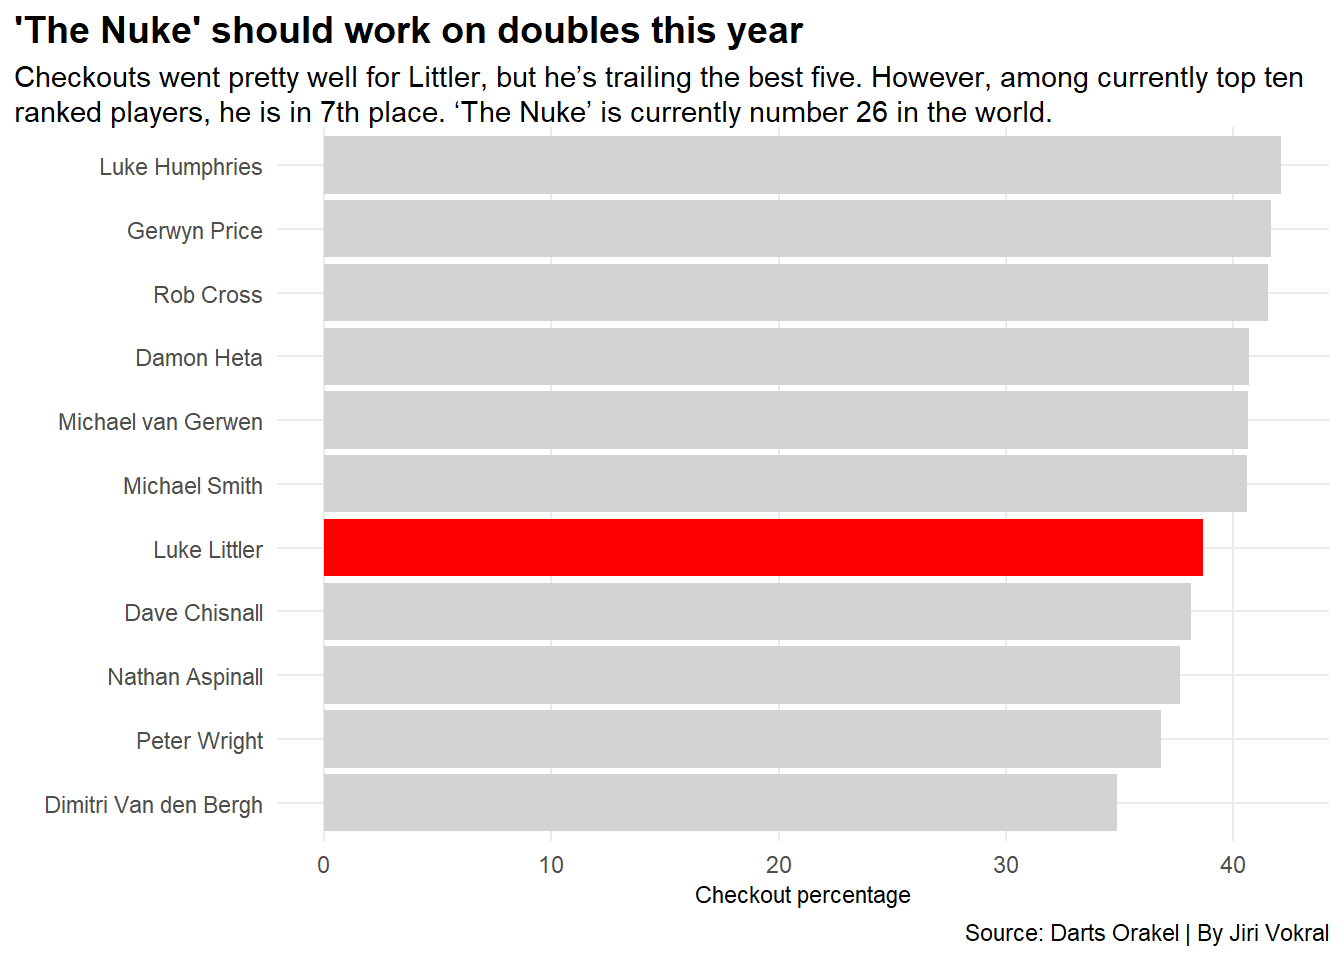 'The Nuke' should work on doubles this year
Checkouts went pretty well for Littler, but he’s trailing the best five. However, among currently top ten
ranked players, he is in 7th place. ‘The Nuke’ is currently number 26 in the world.
Luke Humphries
Gerwyn Price
Rob Cross
Damon Heta
Michael van Gerwen
Michael Smith
Luke Littler
Dave Chisnall
Nathan Aspinall
Peter Wright
Dimitri Van den Bergh
0 10 20 30 40
Checkout percentage
Source: Darts Orakel | By Jiri Vokral